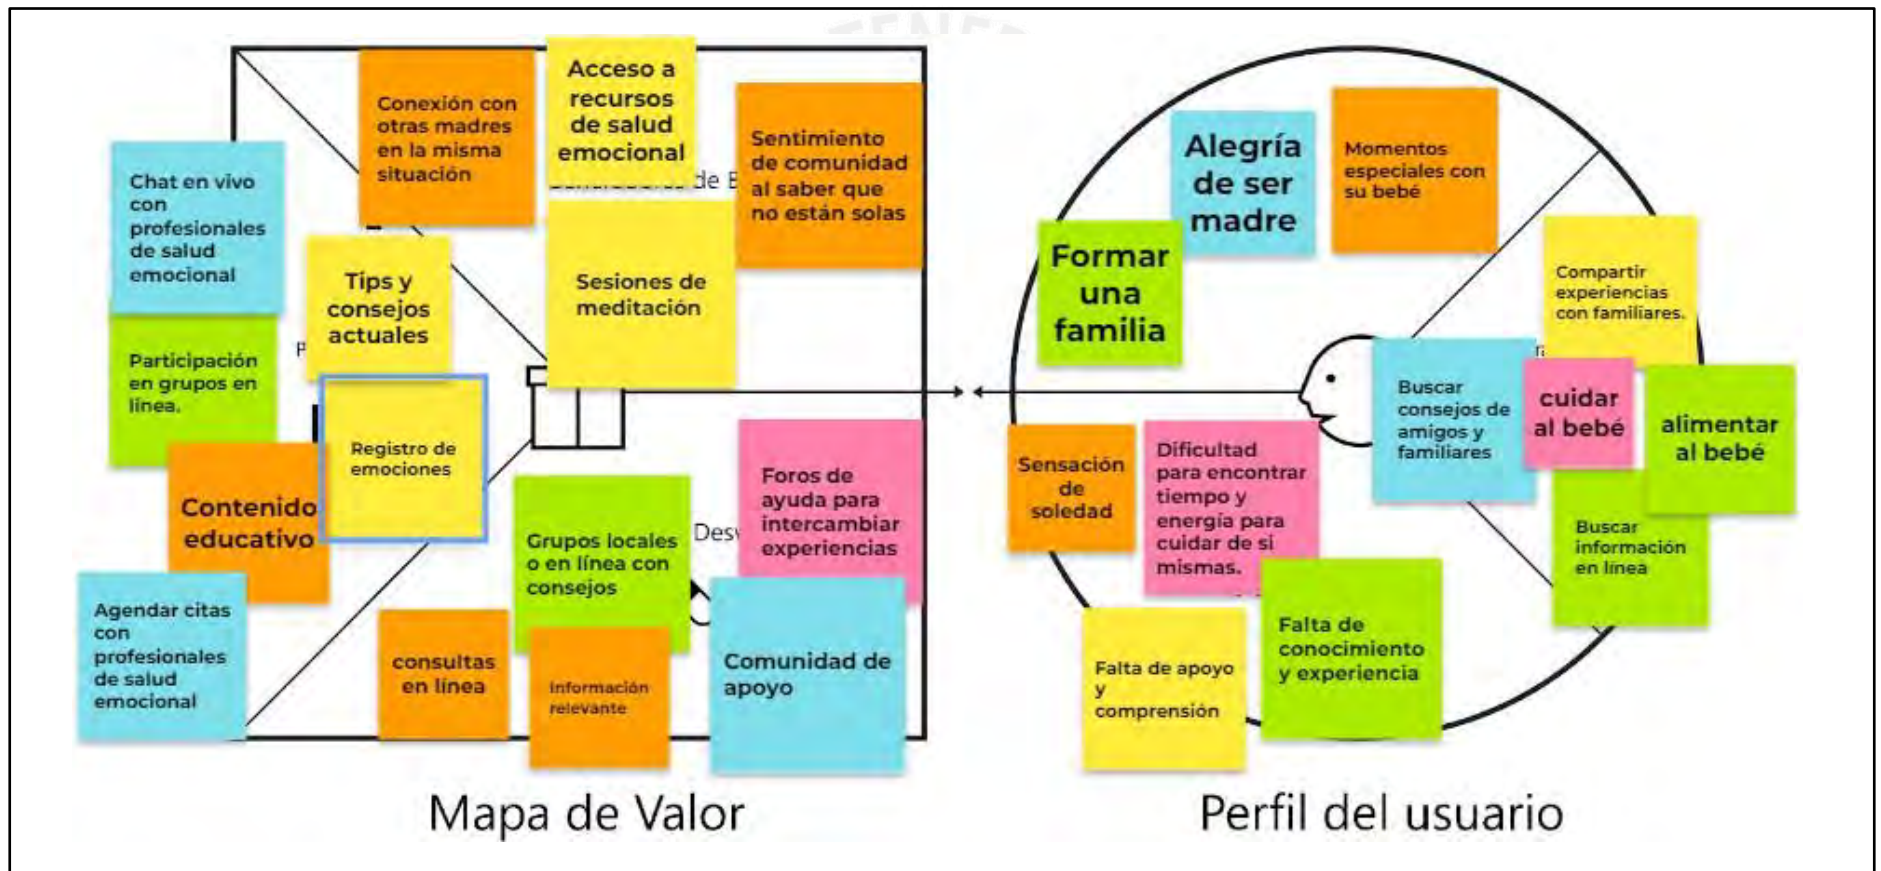 Acceso a
recursos
de salud
emocional
Conexión con
otras madres
en la misma
situación
Sentimiento
de comunidad
al saber que
no están solas
de
Chat en vivo
con
profesionales
de salud
emocional
Tips y
consejos
actuales
Sesiones de
meditación
Participación
en grupos en
línea.
Registro de
emociones
Contenido
educativo
Agendar citas
con
profesionales
de salud
emocional
Grupos locales
o en línea con
consejos
Foros de
ayuda para
intercambiar
experiencias
consultas
en línea
Información
relevante
Comunidad de
apoyo
Mapa de Valor
Alegría
de ser
madre
Momentos
especiales con
su bebé
Formar
una
familia
Compartir
experiencias
con familiares.
Buscar
consejos de
amigos y
familiares
cuidar
al bebé
alimentar
al bebé
Buscar
información
en línea
Sensación
de
soledad
Dificultad
para encontrar
tiempo y
energía para
cuidar de si
mismas.
Falta de apoyo
y
comprensión
Falta de
conocimiento
y experiencia
Perfil del usuario